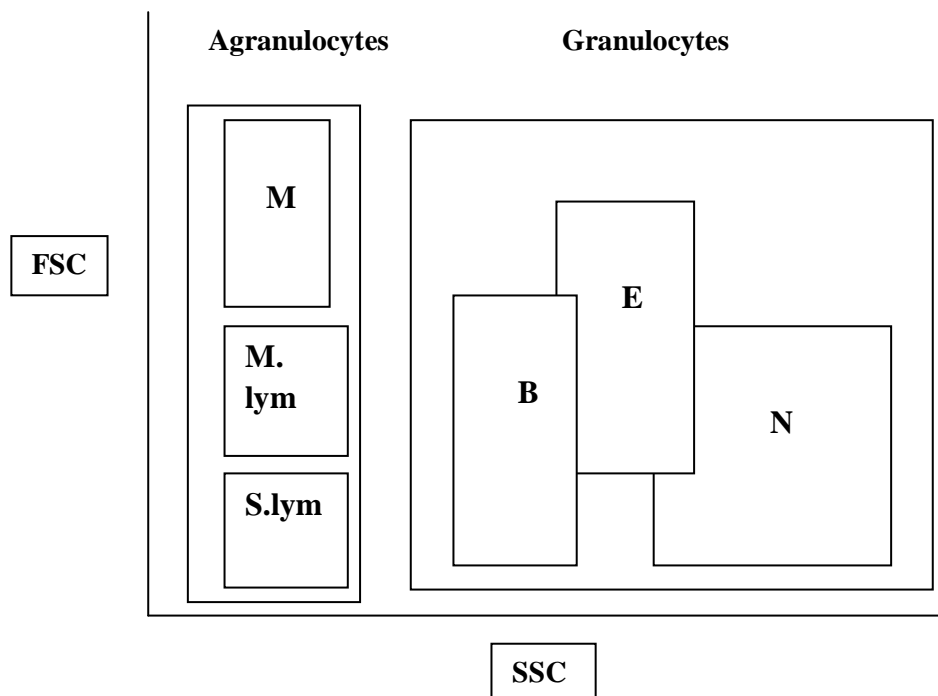 Agranulocytes
Granulocytes
M
FSC
E
M.
lym
B
N
S.lym
SSC